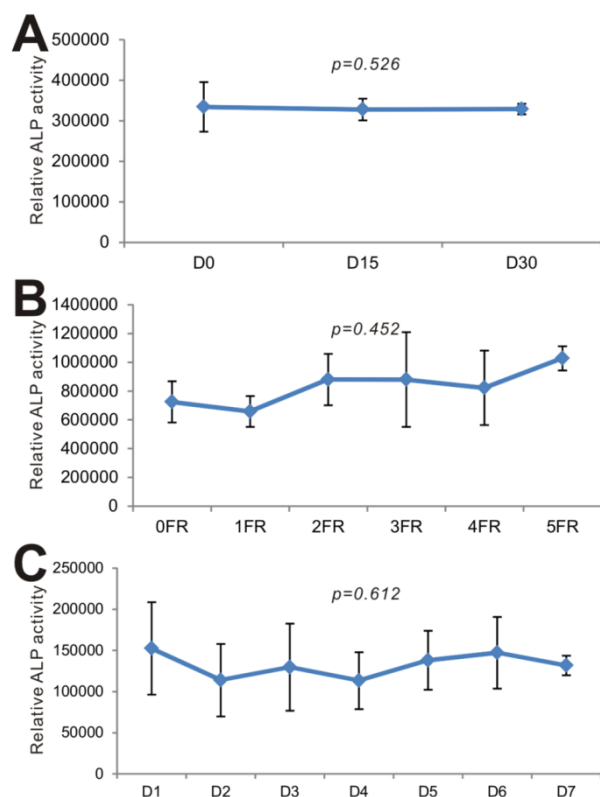 A
Relative ALP activity
p=0.526
500000
400000
300000
200000
100000
0
D0 D15 D30
B
Relative ALP activity
p=0.452
1400000
1200000
1000000
800000
600000
400000
200000
0
0FR 1FR 2FR 3FR 4FR 5FR
C
Relative ALP activity
p=0.612
250000
200000
150000
100000
50000
0
D1 D2 D3 D4 D5 D6 D7